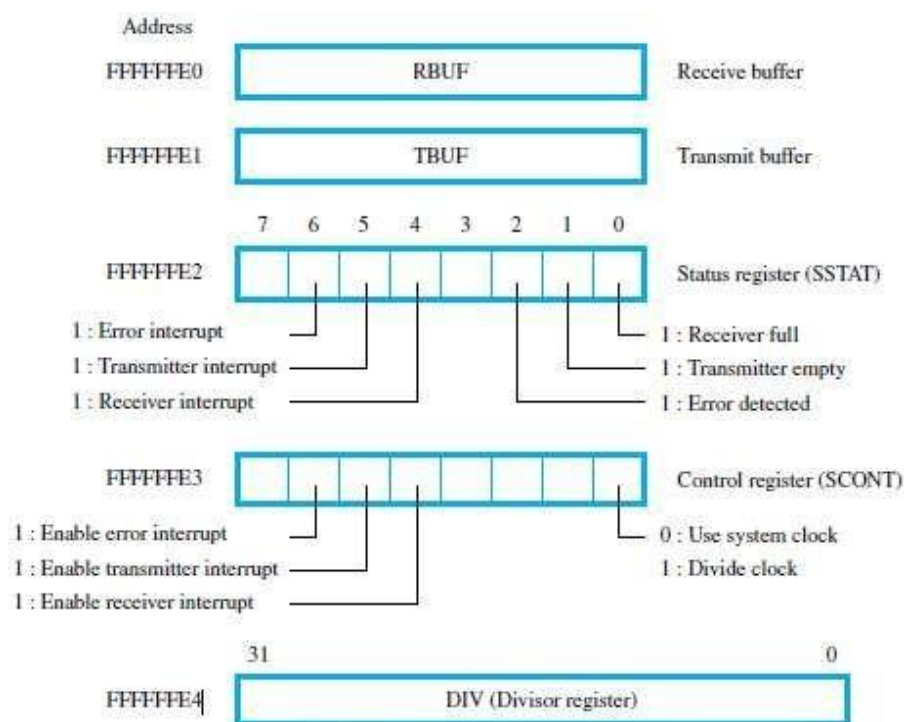 Address
FFFFFFE0 RBUF Receive buffer
FFFFFFE1 TBUF Transmit buffer
7 6 5 4 3 2 1 0
FFFFFFE2 Status register (SSTAT)
1 : Error interrupt 1 : Receiver full
1 : Transmitter interrupt 1 : Transmitter empty
1 : Receiver interrupt 1 : Error detected
FFFFFFE3 Control register (SCONT)
1 : Enable error interrupt 0 : Use system clock
1 : Enable transmitter interrupt 1 : Divide clock
1 : Enable receiver interrupt
31 0
FFFFFFE4 DIV (Divisor register)